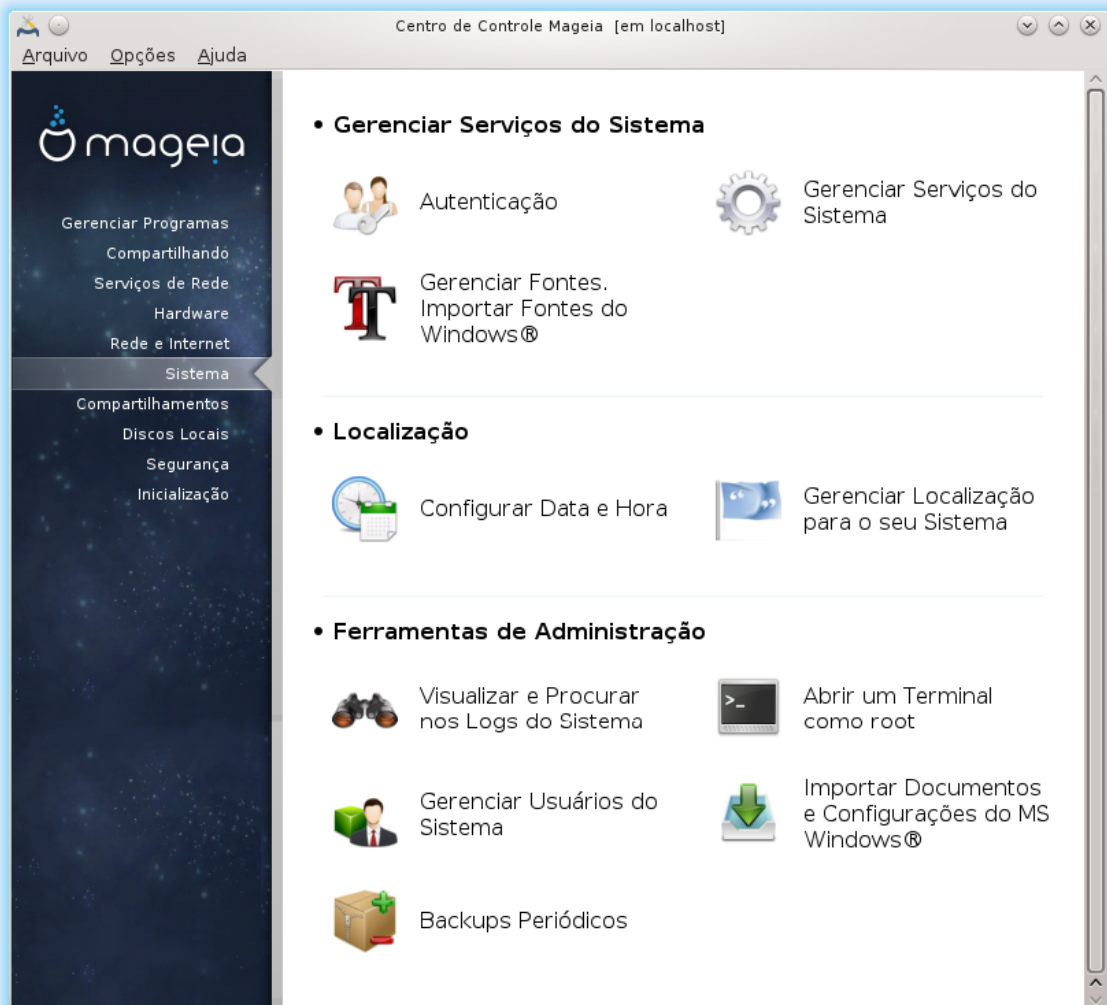 Centro de Controle Mageia [em localhost]
Arquivo Opções Ajuda
mageia
Gerenciar Programas
Compartilhando
Serviços de Rede
Hardware
Rede e Internet
Sistema
Compartilhamentos
Discos Locais
Segurança
Inicialização
• Gerenciar Serviços do Sistema
Autenticação
Gerenciar Serviços do
Sistema
Gerenciar Fontes.
Importar Fontes do
Windows®
• Localização
Configurar Data e Hora
Gerenciar Localização
para o seu Sistema
• Ferramentas de Administração
Visualizar e Procurar
nos Logs do Sistema
Abrir um Terminal
como root
Gerenciar Usuários do
Sistema
Importar Documentos
e Configurações do MS
Windows®
Backups Periódicos